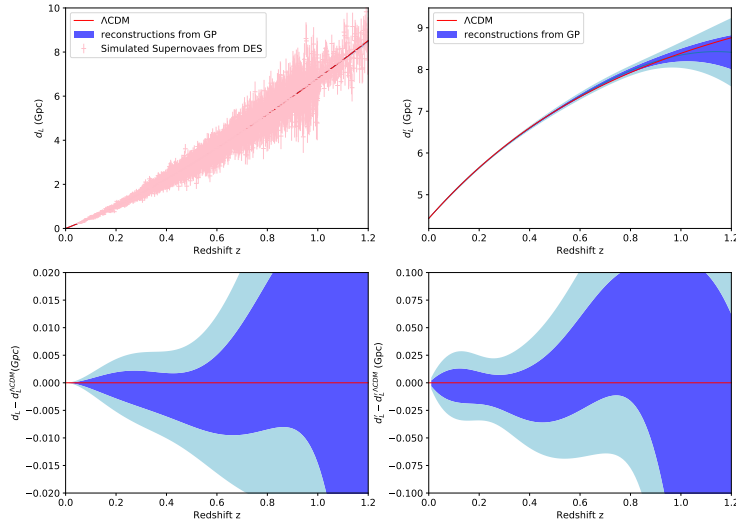 10
8
6
4
2
0
d_L (Gpc)
ΛCDM
reconstructions from GP
Simulated Supernovaes from DES
0.0 0.2 0.4 0.6 0.8 1.0 1.2
Redshift z
9
8
7
6
5
d′_L (Gpc)
ΛCDM
reconstructions from GP
0.0 0.2 0.4 0.6 0.8 1.0 1.2
Redshift z
0.020
0.015
0.010
0.005
0.000
−0.005
−0.010
−0.015
−0.020
d_L − d_L^ΛCDM(Gpc)
0.0 0.2 0.4 0.6 0.8 1.0 1.2
Redshift z
0.100
0.075
0.050
0.025
0.000
−0.025
−0.050
−0.075
−0.100
d′_L − d′_L^ΛCDM (Gpc)
0.0 0.2 0.4 0.6 0.8 1.0 1.2
Redshift z